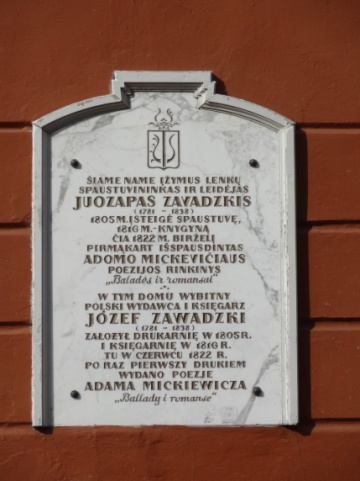 ŠIAME NAME ĮŽYMUS LENKŲ
SPAUSTUVININKAS IR LEIDĖJAS
JUOZAPAS ZAVADZKIS
(1781 – 1838)
1805 M. ĮSTEIGĖ SPAUSTUVĘ,
1816 M. – KNYGYNĄ
ČIA 1822 M. BIRŽELĮ
PIRMĄKART IŠSPAUSDINTAS
ADOMO MICKEVIČIAUS
POEZIJOS RINKINYS
„Baladės ir romansai“
W TYM DOMU WYBITNY
POLSKI WYDAWCA I KSIĘGARZ
JÓZEF ZAWADZKI
(1781 – 1838)
ZAŁOŻYŁ DRUKARNIĘ W 1805 R.
I KSIĘGARNIĘ W 1816 R.
TU W CZERWCU 1822 R.
PO RAZ PIERWSZY DRUKIEM
WYDANO POEZJE
ADAMA MICKIEWICZA
„Ballady i romanse“